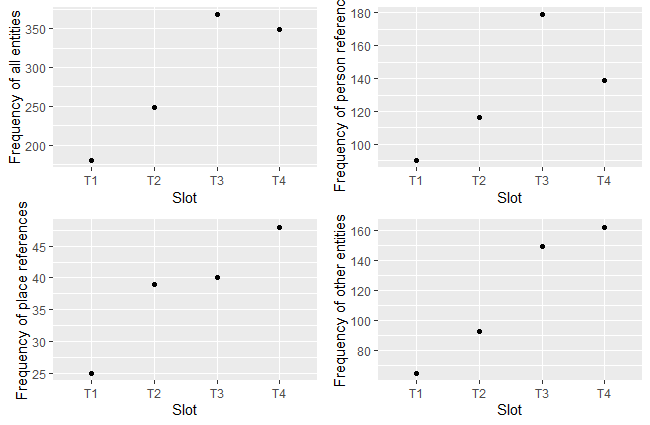 Frequency of all entities
350
300
250
200
T1 T2 T3 T4
Slot
Frequency of person referenc
180
160
140
120
100
T1 T2 T3 T4
Slot
Frequency of place references
45
40
35
30
25
T1 T2 T3 T4
Slot
Frequency of other entities
160
140
120
100
80
T1 T2 T3 T4
Slot